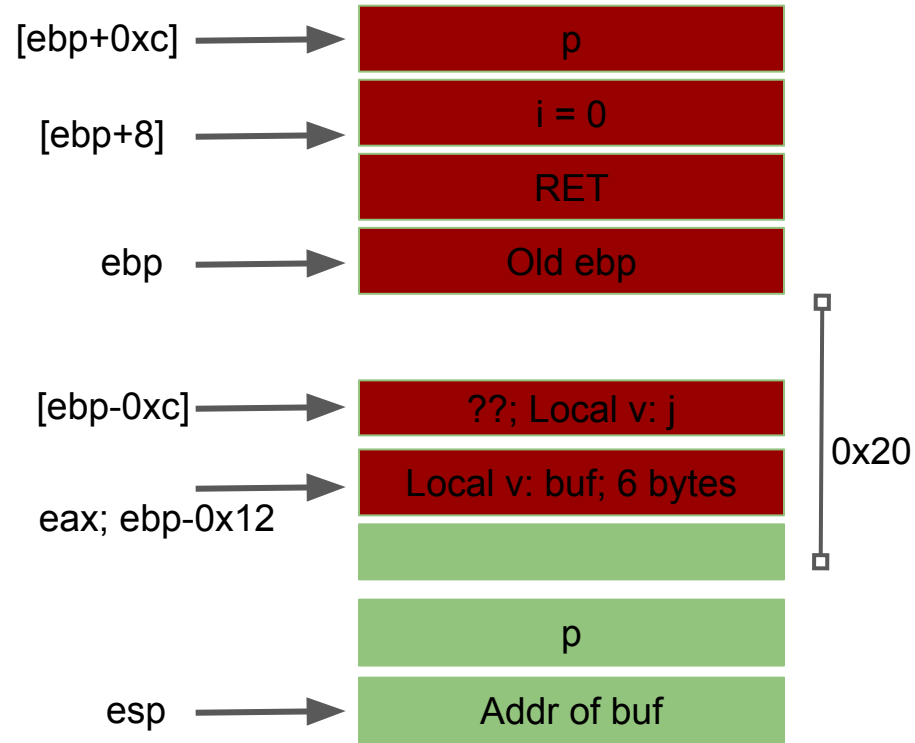 [ebp+0xc]
p
[ebp+8]
i = 0
RET
ebp
Old ebp
[ebp-0xc]
??; Local v: j
0x20
Local v: buf; 6 bytes
eax; ebp-0x12
p
esp
Addr of buf